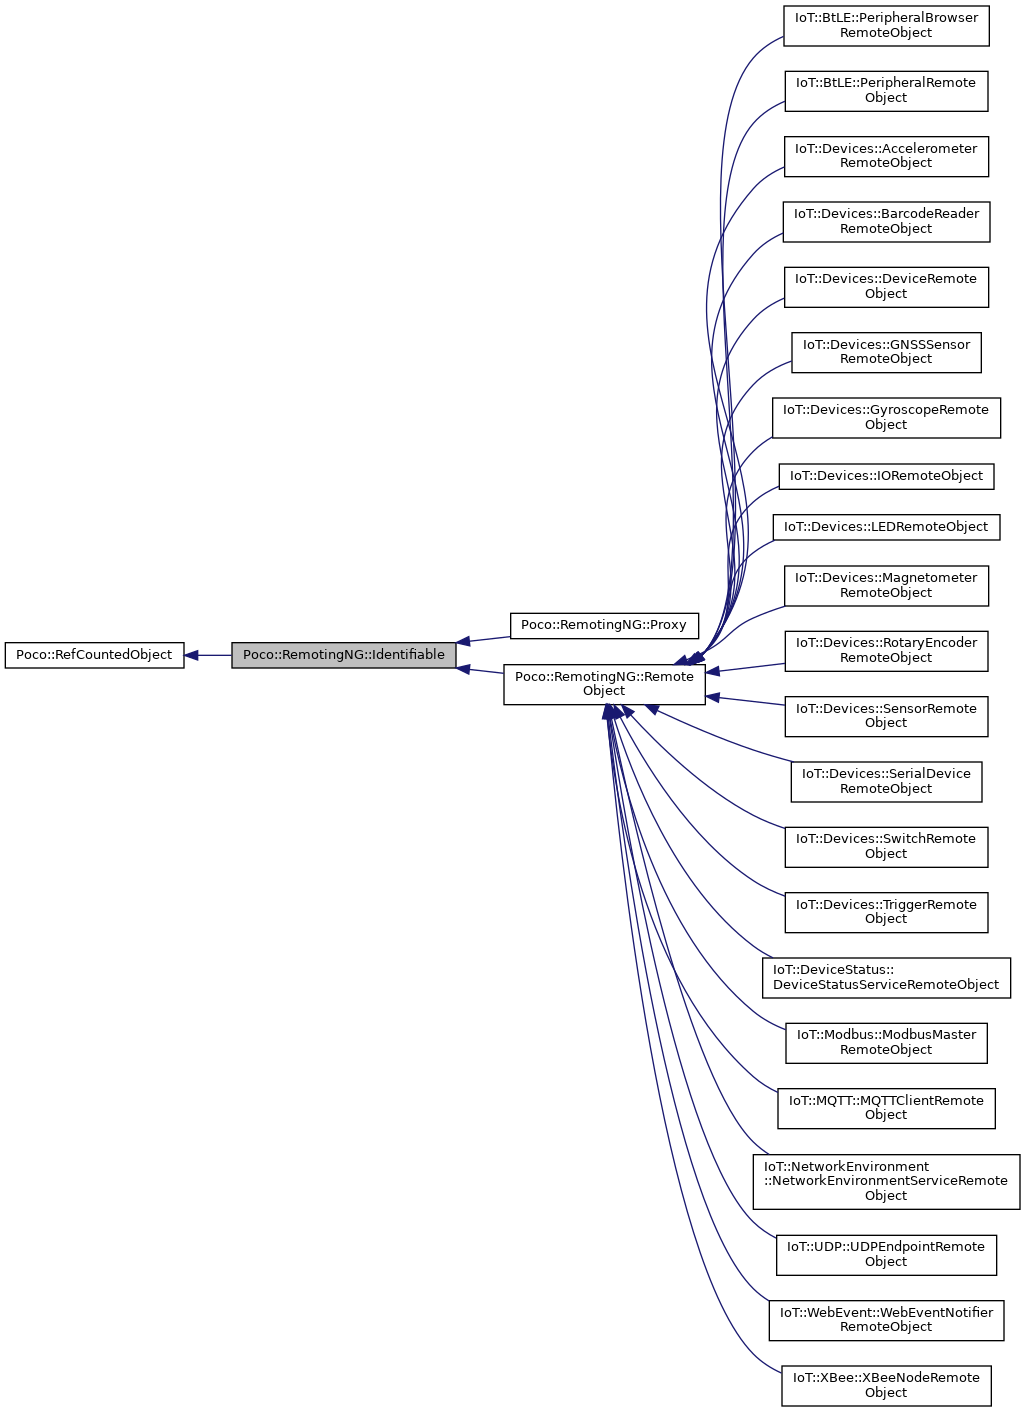 Poco::RefCountedObject
Poco::RemotingNG::Identifiable
Poco::RemotingNG::Proxy
Poco::RemotingNG::Remote
Object
IoT::BtLE::PeripheralBrowser
RemoteObject
IoT::BtLE::PeripheralRemote
Object
IoT::Devices::Accelerometer
RemoteObject
IoT::Devices::BarcodeReader
RemoteObject
IoT::Devices::DeviceRemote
Object
IoT::Devices::GNSSSensor
RemoteObject
IoT::Devices::GyroscopeRemote
Object
IoT::Devices::IORemoteObject
IoT::Devices::LEDRemoteObject
IoT::Devices::Magnetometer
RemoteObject
IoT::Devices::RotaryEncoder
RemoteObject
IoT::Devices::SensorRemote
Object
IoT::Devices::SerialDevice
RemoteObject
IoT::Devices::SwitchRemote
Object
IoT::Devices::TriggerRemote
Object
IoT::DeviceStatus::
DeviceStatusServiceRemoteObject
IoT::Modbus::ModbusMaster
RemoteObject
IoT::MQTT::MQTTClientRemote
Object
IoT::NetworkEnvironment
::NetworkEnvironmentServiceRemote
Object
IoT::UDP::UDPEndpointRemote
Object
IoT::WebEvent::WebEventNotifier
RemoteObject
IoT::XBee::XBeeNodeRemote
Object